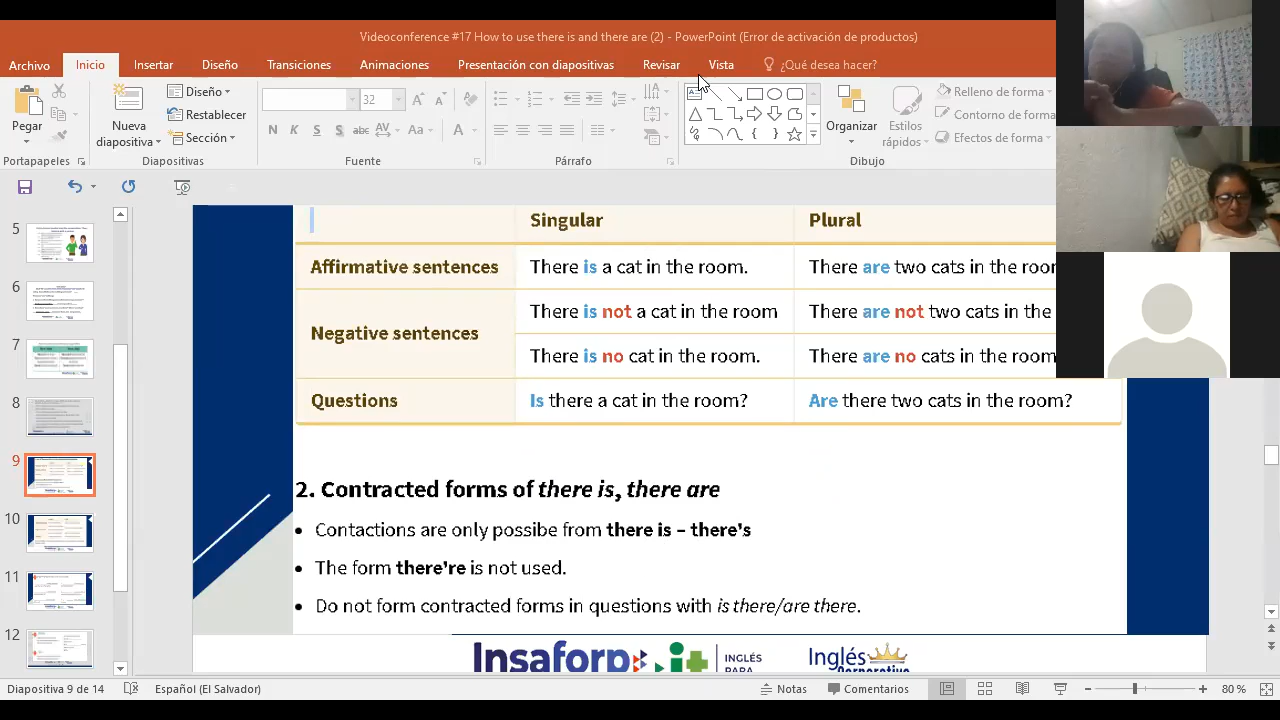 Videoconference #17 How to use there is and there are (2) - PowerPoint (Error de activación de productos)
Archivo Inicio Insertar Diseño Transiciones Animaciones Presentación con diapositivas Revisar Vista ¿Qué desea hacer?
Pegar
Nueva diapositiva
Diseño
Restablecer
Sección
32
N K S abc AV Aa A
Organizar
Estilos rápidos
Relleno de forma
Contorno de forma
Efectos de forma
Portapapeles Diapositivas Fuente Párrafo Dibujo
5
6
7
8
9
10
11
12
Singular Plural
Affirmative sentences There is a cat in the room. There are two cats in the room
Negative sentences
There is not a cat in the room There are not two cats in the
There is no cat in the room. There are no cats in the room
Questions Is there a cat in the room? Are there two cats in the room?
2. Contracted form of there is, there are
• Contactions are only possibe from there is – there'
• The form there're is not used.
• Do not form contracted forms in questions with is there/are there.
Insaforp INGLÉS PARA
Inglés Corporativo
Diapositiva 9 de 14 Español (El Salvador) Notas Comentarios 80 %